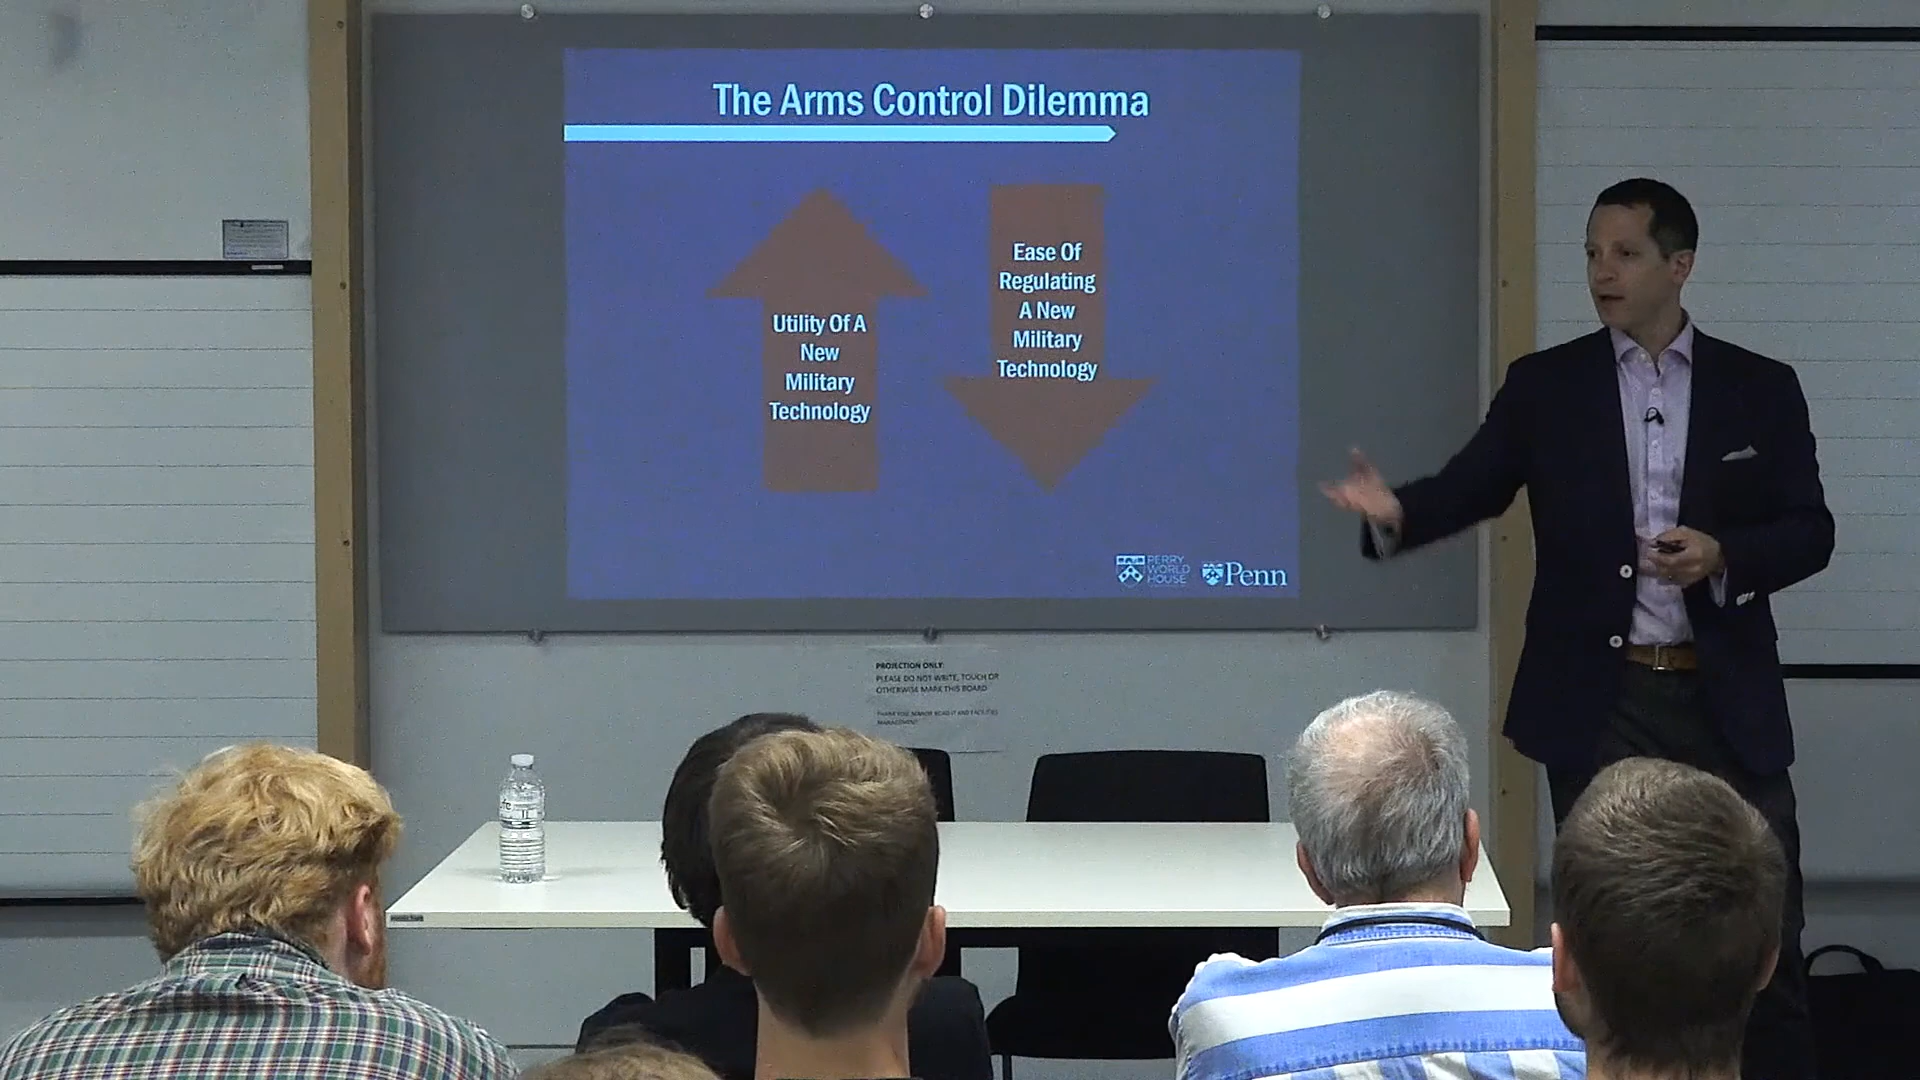 The Arms Control Dilemma
Utility Of A
New
Military
Technology
Ease Of
Regulating
A New
Military
Technology
PERRY
WORLD
HOUSE
Penn
PROJECTION ONLY:
PLEASE DO NOT WRITE, TOUCH OR
OTHERWISE MARK THIS BOARD
MANAGEMENT